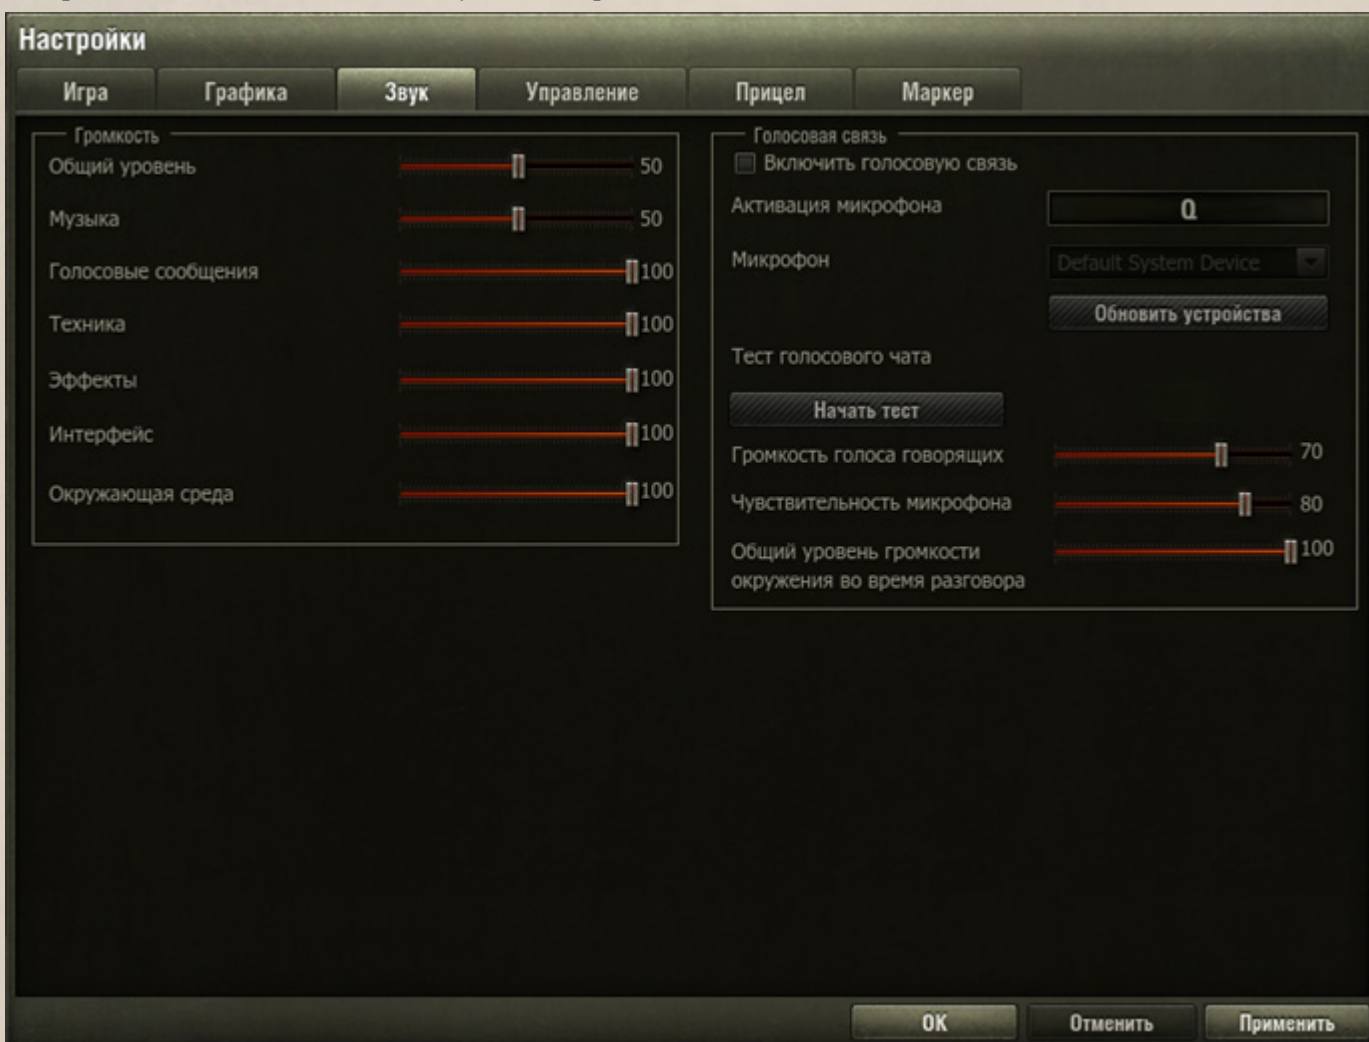 Настройки
Игра Графика Звук Управление Прицел Маркер
Громкость
Общий уровень 50
Музыка 50
Голосовые сообщения 100
Техника 100
Эффекты 100
Интерфейс 100
Окружающая среда 100
Голосовая связь
Включить голосовую связь
Активация микрофона Q
Микрофон Default System Device
Обновить устройства
Тест голосового чата
Начать тест
Громкость голоса говорящих 70
Чувствительность микрофона 80
Общий уровень громкости 100
окружения во время разговора
OK Отменить Применить